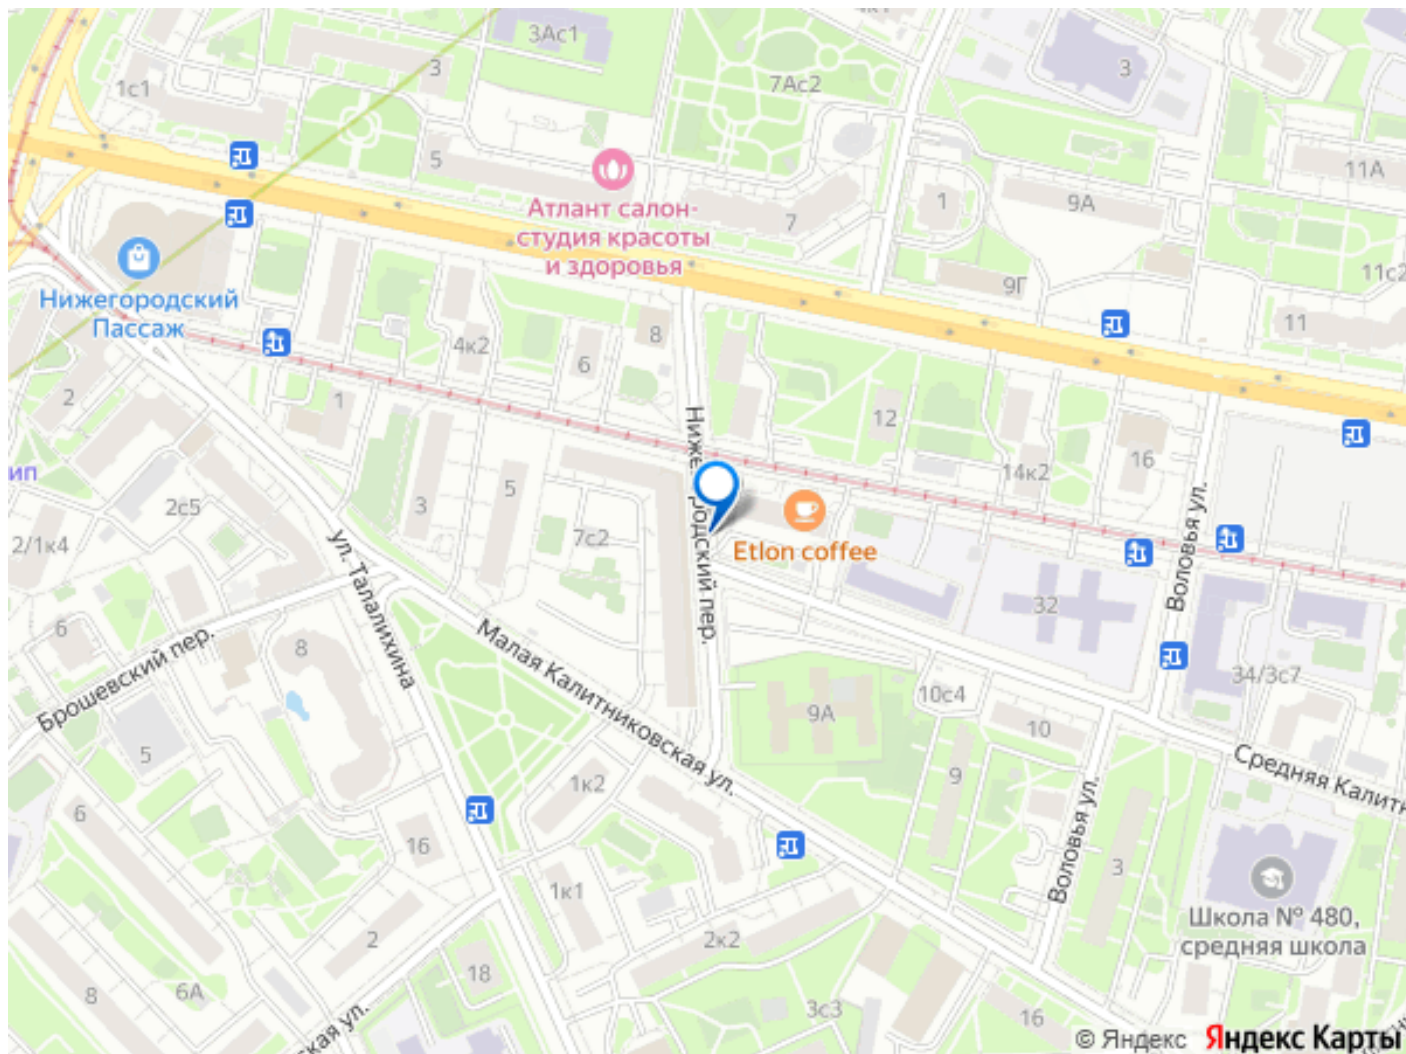 3Ас1
3
1с1
7Ас2
3
5
11А
1
9А
Атлант салон-
студия красоты
и здоровья
7
Нижегородский
Пассаж
9Г
11с2
11
8
4к2
6
2
1
12
Нижегородский пер.
16
14к2
ип
5
3
2с5
7с2
2/1к4
Etlon coffee
Воловья ул.
ул. Талалихина
32
6
8
Брошевский пер.
Малая Калитниковская ул.
34/3с7
10с4
9А
10
5
9
Средняя Калитн
1к2
6
16
Воловья ул.
3
1к1
Школа № 480,
средняя школа
2
2к2
18
6А
8
3с3
16
ская ул.
© Яндекс Яндекс Карты